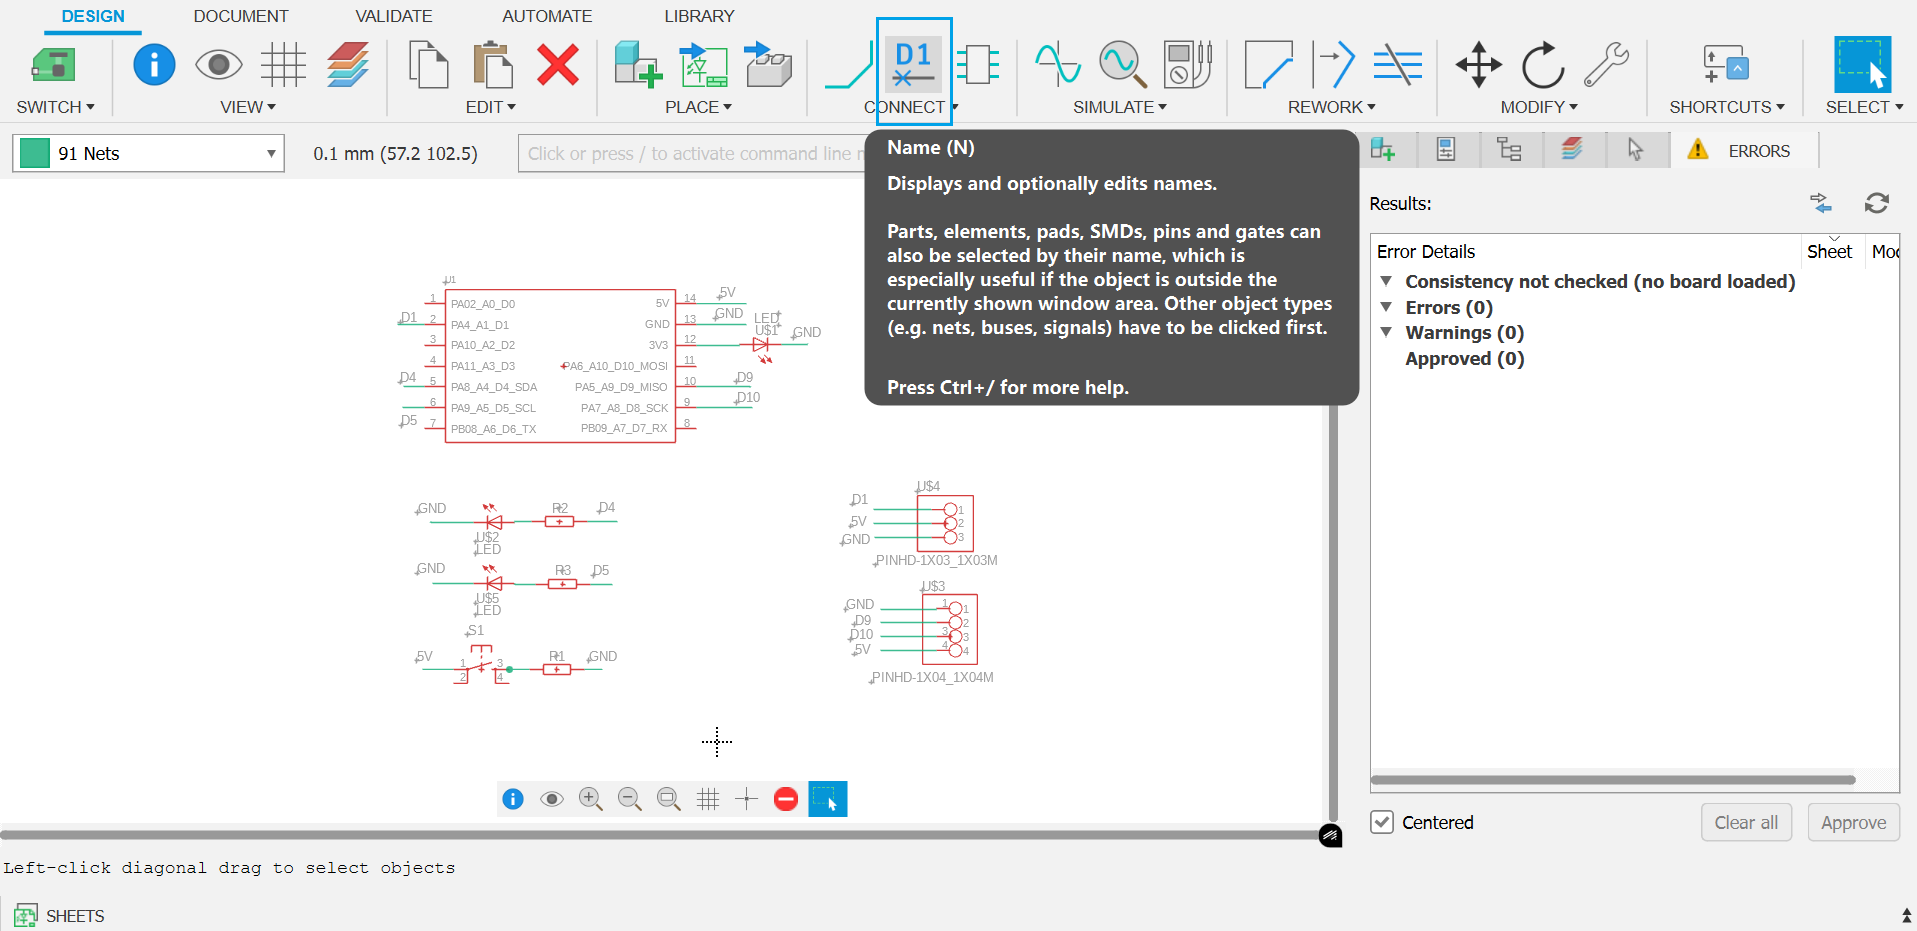 DESIGN DOCUMENT VALIDATE AUTOMATE LIBRARY
D1
SWITCH VIEW EDIT PLACE CONNECT SIMULATE REWORK MODIFY SHORTCUTS SELECT
91 Nets
0.1 mm (57.2 102.5)
Click or press / to activate command line m
ERRORS
Name (N)
Displays and optionally edits names.
Parts, elements, pads, SMDs, pins and gates can
also be selected by their name, which is
especially useful if the object is outside the
currently shown window area. Other object types
(e.g. nets, buses, signals) have to be clicked first.
Press Ctrl+/ for more help.
Results:
Error Details Sheet Moc
Consistency not checked (no board loaded)
Errors (0)
Warnings (0)
Approved (0)
U1
1 PA02_A0_D0 5V 14 5V
D1 2 PA4_A1_D1 GND 13 GND
LED
U$1
GND
3 PA10_A2_D2 3V3 12
4 PA11_A3_D3 PA6_A10_D10_MOSI 11
D4 5 PA8_A4_D4_SDA PA5_A9_D9_MISO 10 D9
6 PA9_A5_D5_SCL PA7_A8_D8_SCK 9 D10
D5 7 PB08_A6_D6_TX PB09_A7_D7_RX 8
GND R2 D4
U$2
LED
GND R3 D5
U$5
LED
S1
5V 1 3 R1 GND
2 4
U$4
D1 1
5V 2
GND 3
PINHD-1X03_1X03M
U$3
GND 1 1
D9 2
D10 3 3
5V 4 4
PINHD-1X04_1X04M
Centered
Clear all
Approve
Left-click diagonal drag to select objects
SHEETS